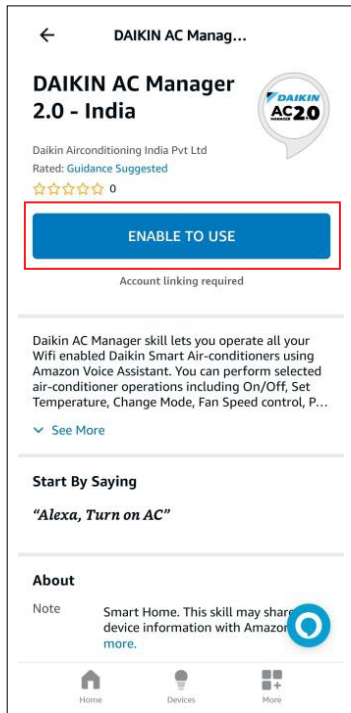 DAIKIN AC Manag...
DAIKIN AC Manager
2.0 - India
DAIKIN
AC2.0
MANAGER
Daikin Airconditioning India Pvt Ltd
Rated: Guidance Suggested
0
ENABLE TO USE
Account linking required
Daikin AC Manager skill lets you operate all your
Wifi enabled Daikin Smart Air-conditioners using
Amazon Voice Assistant. You can perform selected
air-conditioner operations including On/Off, Set
Temperature, Change Mode, Fan Speed control, P...
See More
Start By Saying
“Alexa, Turn on AC”
About
Note
Smart Home. This skill may share
device information with Amazon
more.
Home
Devices
More